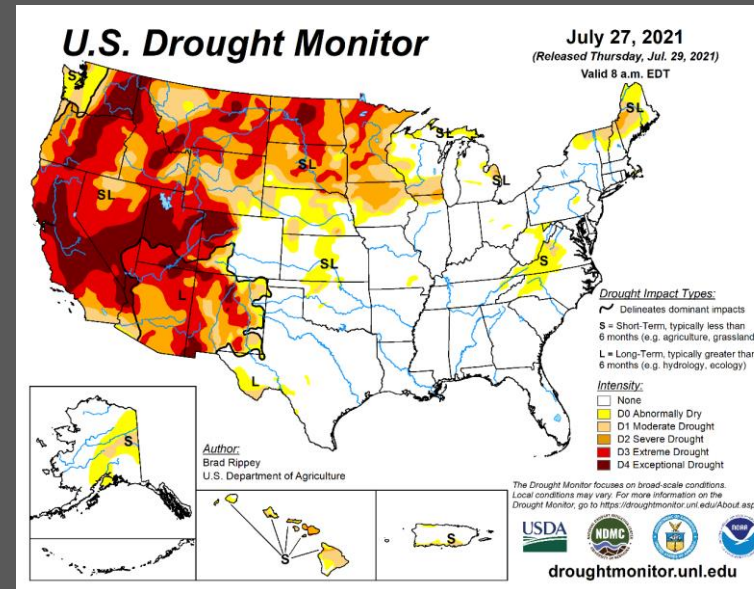 U.S. Drought Monitor
July 27, 2021
(Released Thursday, Jul. 29, 2021)
Valid 8 a.m. EDT
S
SL
SL
SL
SL
SL
S
SL
L
L
S
S
S
Drought Impact Types:
Delineates dominant impacts
S = Short-Term, typically less than
6 months (e.g. agriculture, grassland
L = Long-Term, typically greater than
6 months (e.g. hydrology, ecology)
Intensity:
None
D0 Abnormally Dry
D1 Moderate Drought
D2 Severe Drought
D3 Extreme Drought
D4 Exceptional Drought
Author:
Brad Rippey
U.S. Department of Agriculture
The Drought Monitor focuses on broad-scale conditions.
Local conditions may vary. For more information on the
Drought Monitor, go to https://droughtmonitor.unl.edu/About.asp
USDA
NDMC
NOAA
droughtmonitor.unl.edu